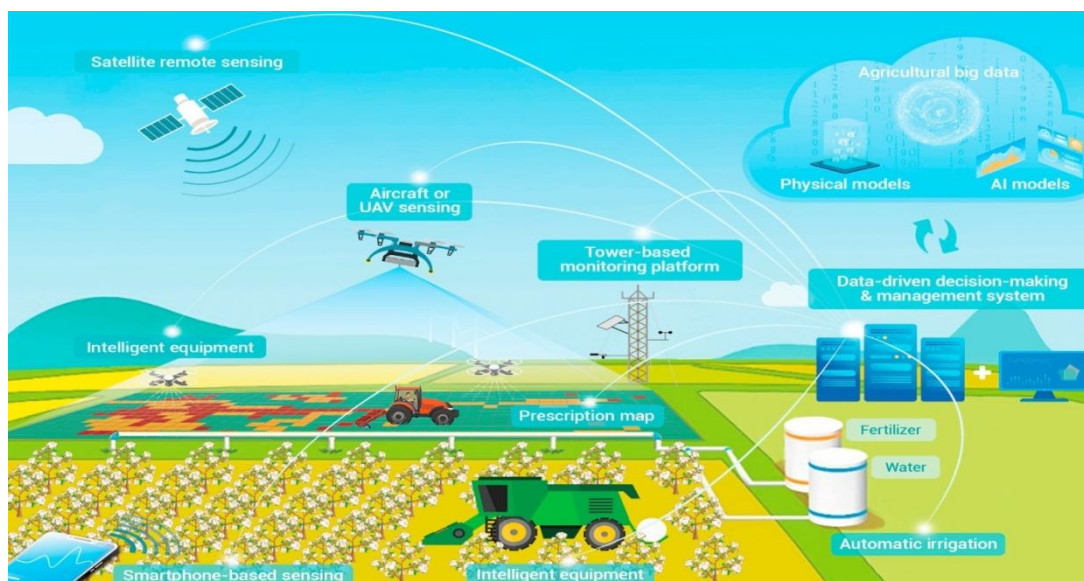 Satellite remote sensing
Agricultural big data
Physical models
AI models
Aircraft or
UAV sensing
Tower-based
monitoring platform
Data-driven decision-making
& management system
Intelligent equipment
Prescription map
Fertilizer
Water
Automatic irrigation
Smartphone-based sensing
Intelligent equipment